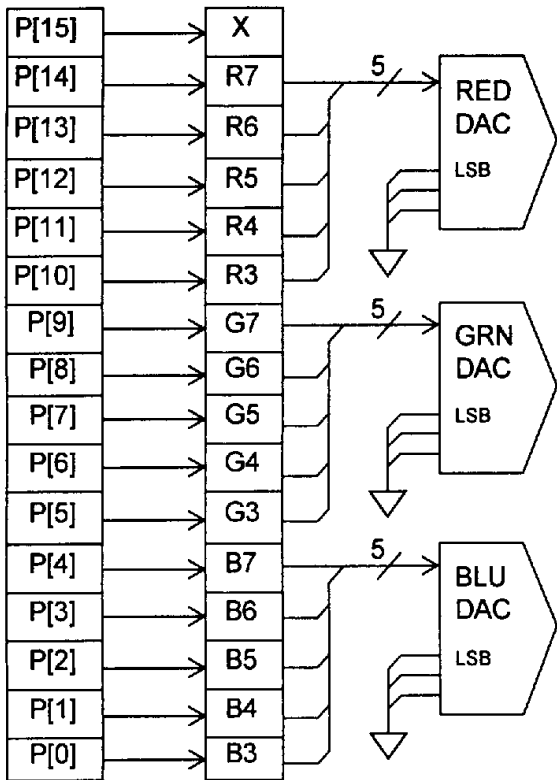 P[15] X
P[14] R7 5 RED
P[13] R6 DAC
P[12] R5 LSB
P[11] R4
P[10] R3
P[9] G7 5 GRN
P[8] G6 DAC
P[7] G5 LSB
P[6] G4
P[5] G3
P[4] B7 5 BLU
P[3] B6 DAC
P[2] B5 LSB
P[1] B4
P[0] B3